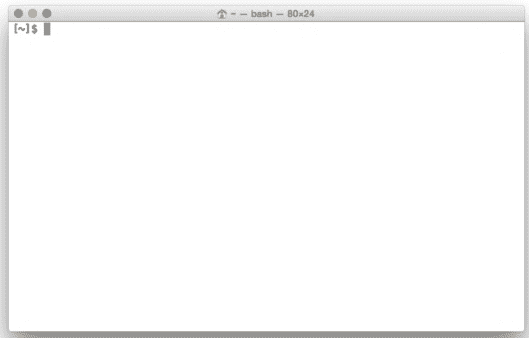 ~ — bash — 80×24
[~]$